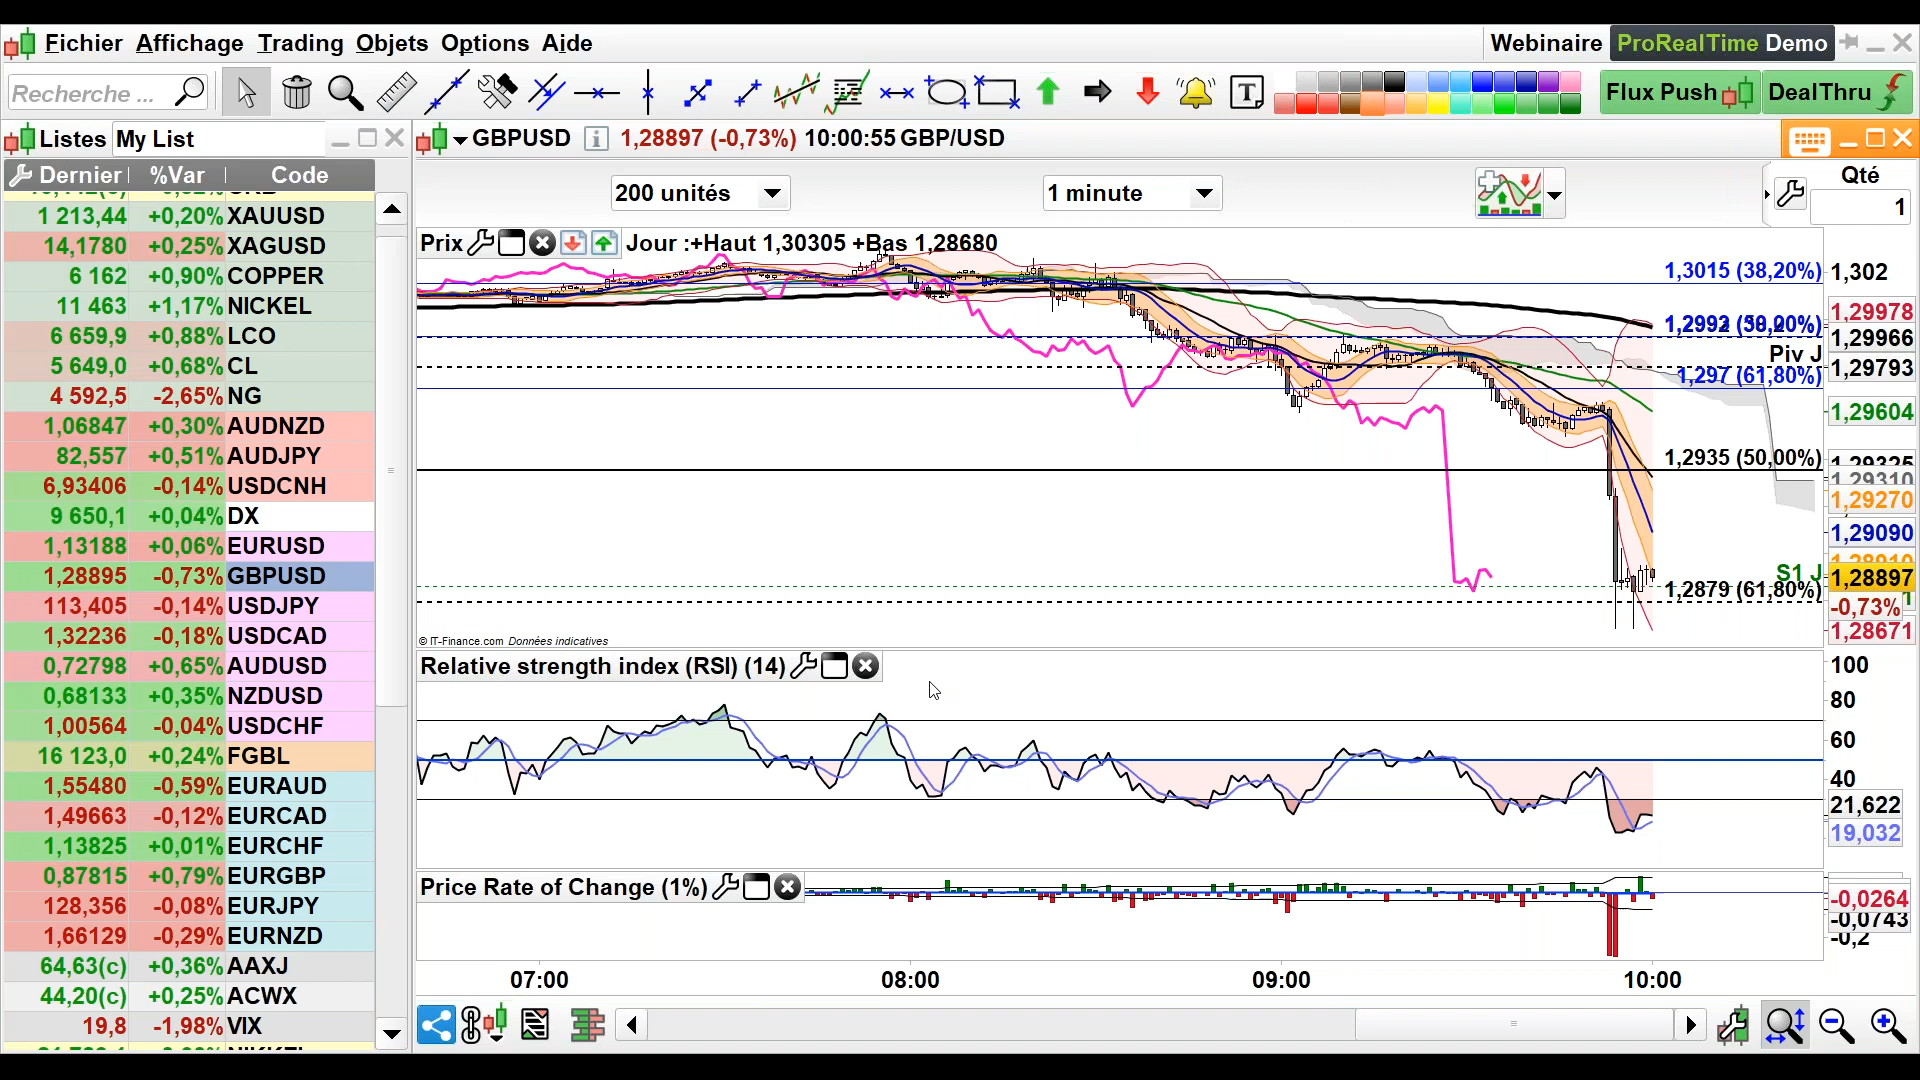 Fichier Affichage Trading Objets Options Aide
Webinaire ProRealTime Demo
Recherche ...
T
Flux Push DealThru
Listes My List
GBPUSD i 1,28897 (-0,73%) 10:00:55 GBP/USD
Dernier %Var Code
1 213,44 +0,20% XAUUSD
14,1780 +0,25% XAGUSD
6 162 +0,90% COPPER
11 463 +1,17% NICKEL
6 659,9 +0,88% LCO
5 649,0 +0,68% CL
4 592,5 -2,65% NG
1,06847 +0,30% AUDNZD
82,557 +0,51% AUDJPY
6,93406 -0,14% USDCNH
9 650,1 +0,04% DX
1,13188 +0,06% EURUSD
1,28895 -0,73% GBPUSD
113,405 -0,14% USDJPY
1,32236 -0,18% USDCAD
0,72798 +0,65% AUDUSD
0,68133 +0,35% NZDUSD
1,00564 -0,04% USDCHF
16 123,0 +0,24% FGBL
1,55480 -0,59% EURAUD
1,49663 -0,12% EURCAD
1,13825 +0,01% EURCHF
0,87815 +0,79% EURGBP
128,356 -0,08% EURJPY
1,66129 -0,29% EURNZD
64,63(c) +0,36% AAXJ
44,20(c) +0,25% ACWX
19,8 -1,98% VIX
200 unités
1 minute
Qté
1
Prix Jour :+Haut 1,30305 +Bas 1,28680
1,3015 (38,20%)
Piv J
1,297 (61,80%)
1,2935 (50,00%)
S1 J
1,2879 (61,80%)
1,302
1,29978
1,29966
1,29793
1,29604
1,29325
1,29310
1,29270
1,29090
1,28897
-0,73%
1,28671
© IT-Finance.com Données indicatives
Relative strength index (RSI) (14)
100
80
60
40
21,622
19,032
Price Rate of Change (1%)
-0,0264
-0,0743
-0,2
07:00 08:00 09:00 10:00